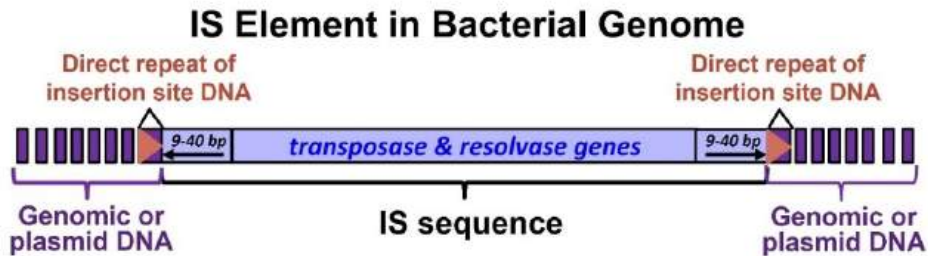 IS Element in Bacterial Genome
Direct repeat of
insertion site DNA
Direct repeat of
insertion site DNA
9-40 bp
transposase & resolvase genes
9-40 bp
Genomic or
plasmid DNA
IS sequence
Genomic or
plasmid DNA